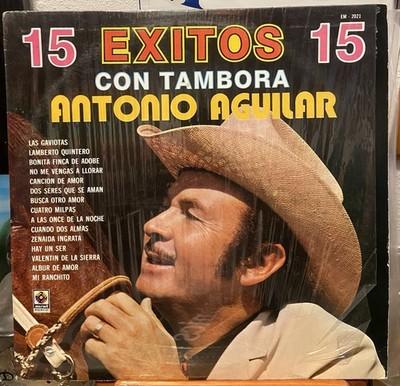 EM - 2021
15 EXITOS 15
CON TAMBORA
ANTONIO AGUILAR
LAS GAVIOTAS
LAMBERTO QUINTERO
BONITA FINCA DE ADOBE
NO ME VENGAS A LLORAR
CANCION DE AMOR
DOS SERES QUE SE AMAN
BUSCA OTRO AMOR
CUATRO MILPAS
A LAS ONCE DE LA NOCHE
CUANDO DOS ALMAS
ZENAIDA INGRATA
HAY UN SER
VALENTIN DE LA SIERRA
ALBUR DE AMOR
MI RANCHITO